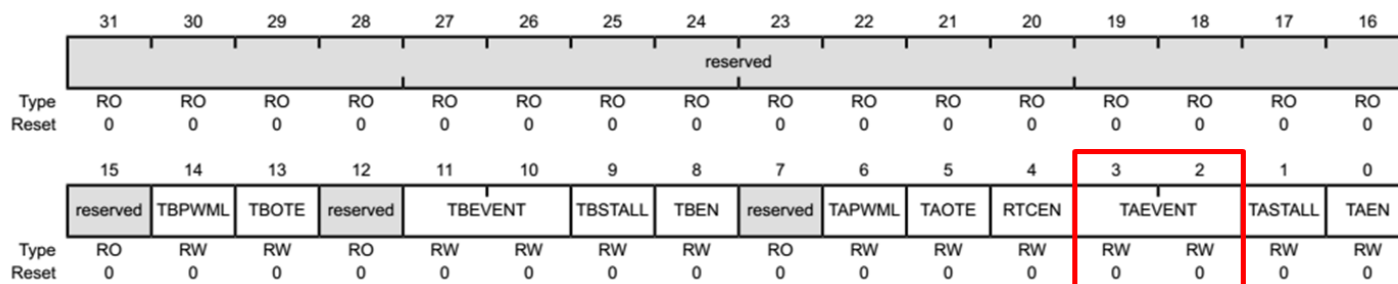 31 30 29 28 27 26 25 24 23 22 21 20 19 18 17 16
reserved
Type RO RO RO RO RO RO RO RO RO RO RO RO RO RO RO RO
Reset 0 0 0 0 0 0 0 0 0 0 0 0 0 0 0 0
15 14 13 12 11 10 9 8 7 6 5 4 3 2 1 0
reserved TBPWML TBOTE reserved TBEVENT TBSTALL TBEN reserved TAPWML TAOTE RTCEN TAEVENT TASTALL TAEN
Type RO RW RW RO RW RW RW RW RO RW RW RW RW RW RW RW
Reset 0 0 0 0 0 0 0 0 0 0 0 0 0 0 0 0